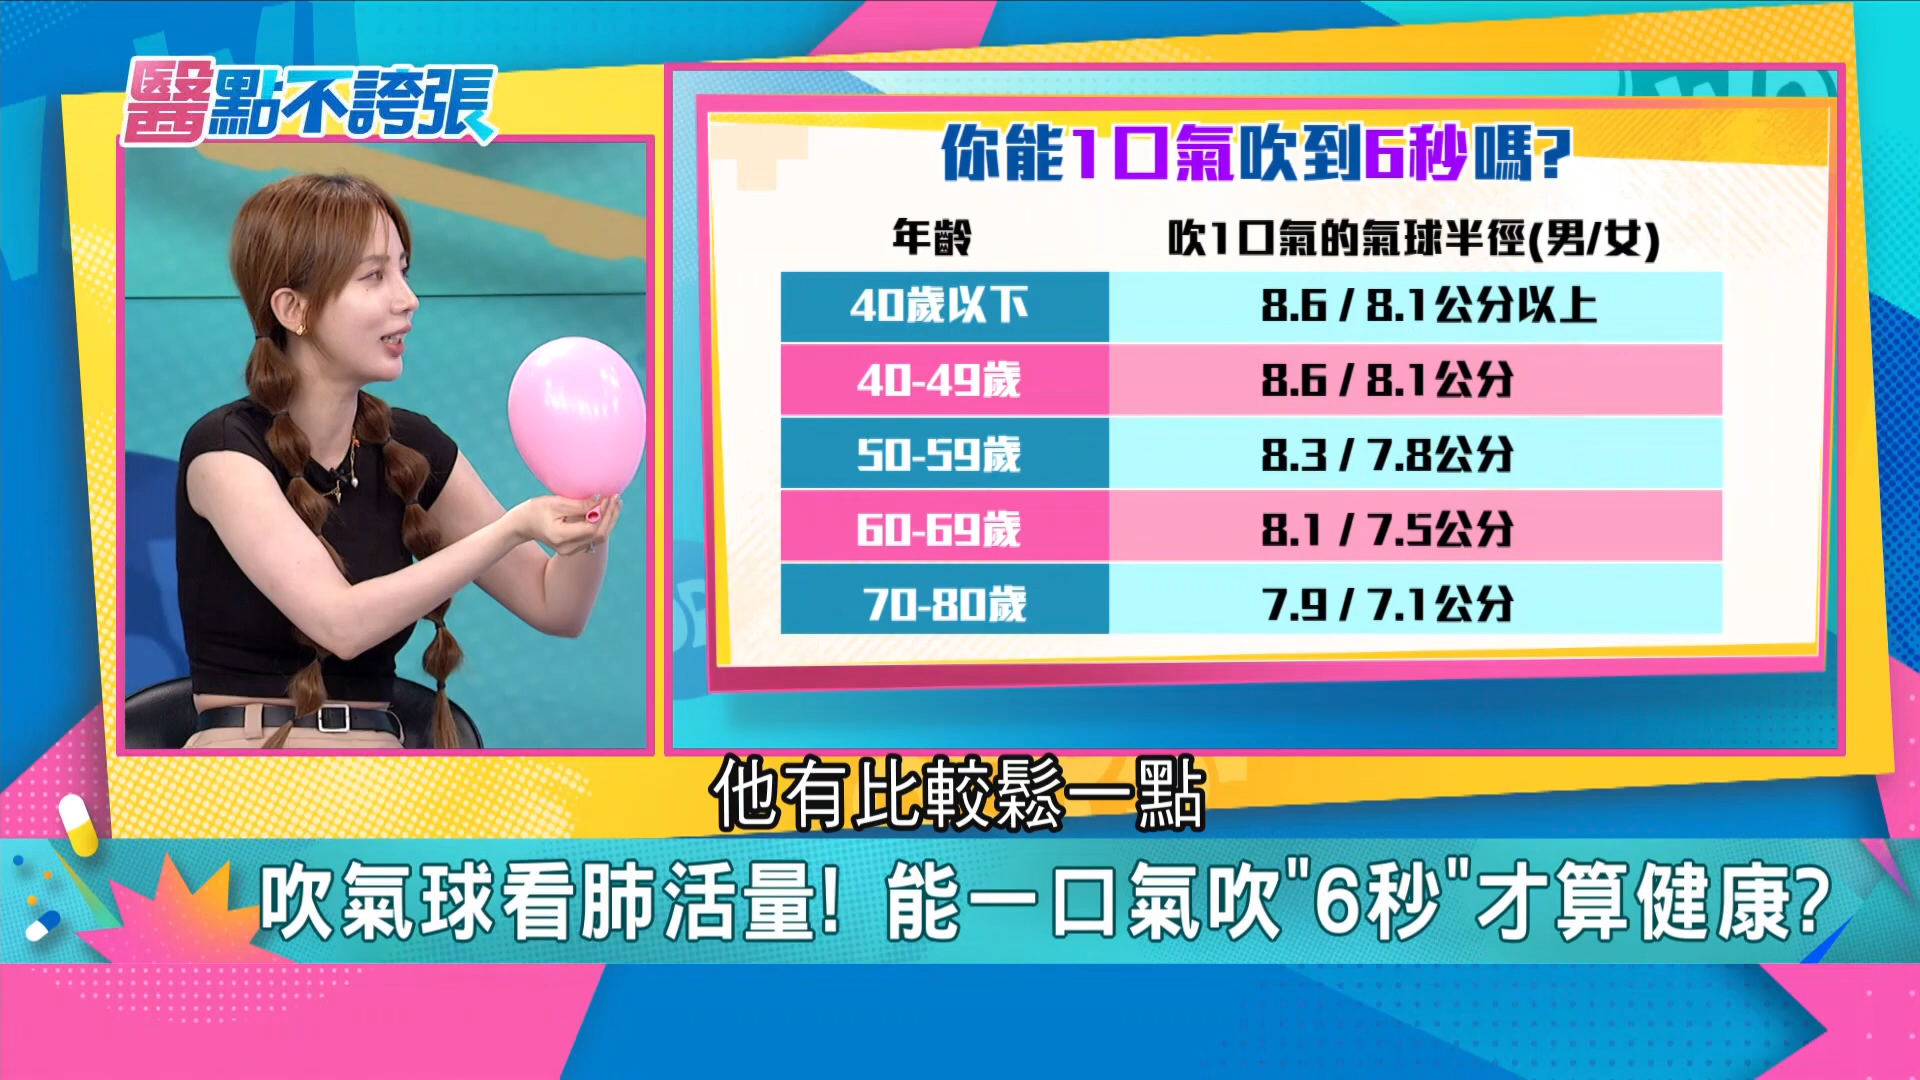 醫點不誇張
你能1口氣吹到6秒嗎?
年齡 吹1口氣的氣球半徑(男/女)
40歲以下 8.6 / 8.1公分以上
40-49歲 8.6 / 8.1公分
50-59歲 8.3 / 7.8公分
60-69歲 8.1 / 7.5公分
70-80歲 7.9 / 7.1公分
他有比較鬆一點
吹氣球看肺活量! 能一口氣吹"6秒"才算健康?